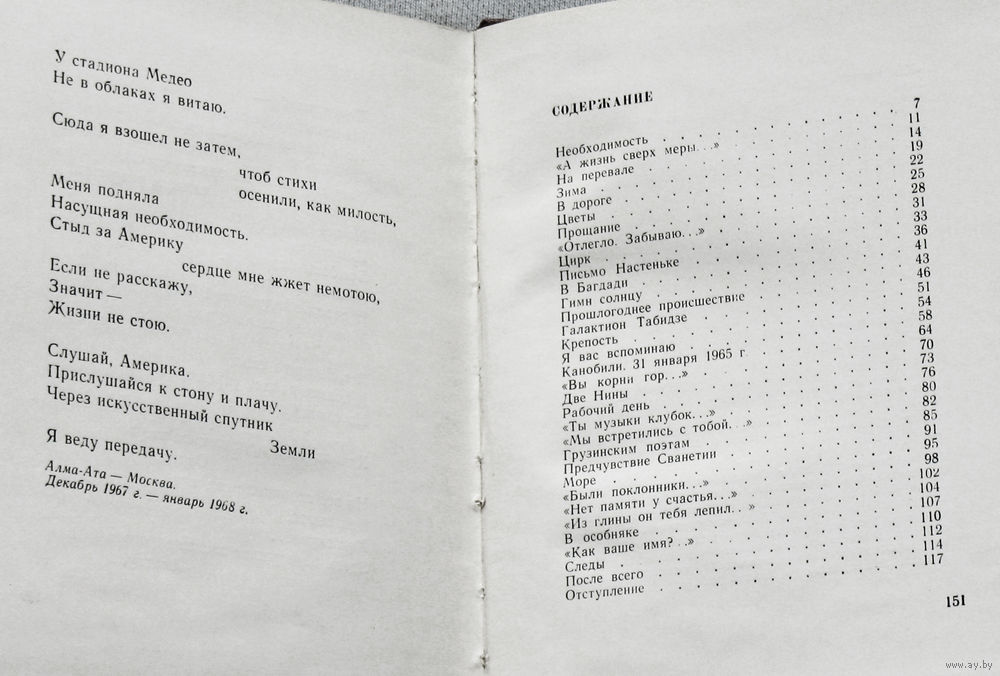 У стадиона Медео
Не в облаках я витаю.
Сюда я взошел не затем,
чтоб стихи
осенили, как милость,
Меня подняла
Насущная необходимость.
Стыд за Америку
сердце мне жжет немотою,
Если не расскажу,
Значит —
Жизни не стою.
Слушай, Америка.
Прислушайся к стону и плачу.
Через искусственный спутник
Земли
Я веду передачу.
Алма-Ата — Москва.
Декабрь 1967 г. — январь 1968 г.
СОДЕРЖАНИЕ
Необходимость . . . . . . . . . . 7
«А жизнь сверх меры...» . . . . . . . . 11
На перевале . . . . . . . . . . 14
Зима . . . . . . . . . . 19
В дороге . . . . . . . . . . 22
Цветы . . . . . . . . . . 25
Прощание . . . . . . . . . . 28
«Отлегло. Забываю...» . . . . . . . . 31
Цирк . . . . . . . . . . 33
Письмо Настеньке . . . . . . . . 36
В Багдади . . . . . . . . . . 41
Гимн солнцу . . . . . . . . . . 43
Прошлогоднее происшествие . . . . . . 46
Галактион Табидзе . . . . . . . . 51
Крепость . . . . . . . . . . 54
Я вас вспоминаю . . . . . . . . 58
Канобили. 31 января 1965 г . . . . . . 64
«Вы корни гор...» . . . . . . . . 70
Две Нины . . . . . . . . . . 73
Рабочий день . . . . . . . . . . 76
«Ты музыки клубок...» . . . . . . . . 80
«Мы встретились с тобой...» . . . . . . 82
Грузинским поэтам . . . . . . . . 85
Предчувствие Сванетии . . . . . . . . 91
Море . . . . . . . . . . 95
«Были поклонники...» . . . . . . . . 98
«Нет памяти у счастья...» . . . . . . 102
«Из глины он тебя лепил.. » . . . . . . 104
В особняке . . . . . . . . . . 107
«Как ваше имя?..» . . . . . . . . 110
Следы . . . . . . . . . . 112
После всего . . . . . . . . . . 114
Отступление . . . . . . . . . . 117
151
www.ay.by